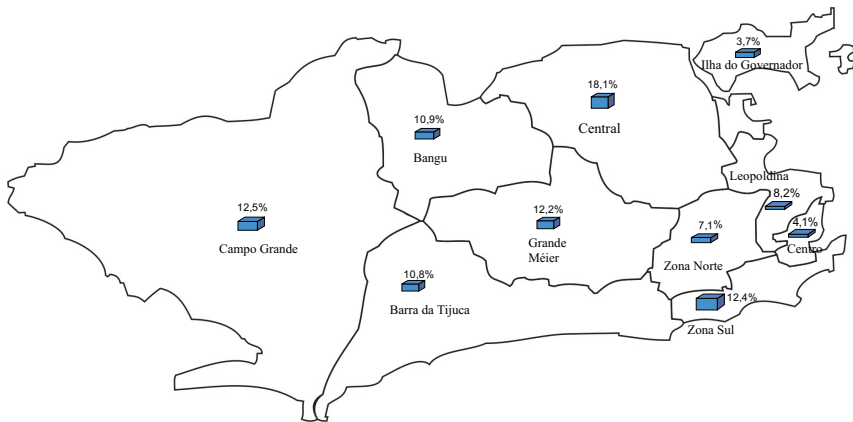 3,7%
Ilha do Governador
18,1%
Central
10,9%
Bangu
Leopoldina
8,2%
12,5%
Campo Grande
12,2%
Grande
Méier
7,1%
Zona Norte
4,1%
Centro
10,8%
Barra da Tijuca
12,4%
Zona Sul